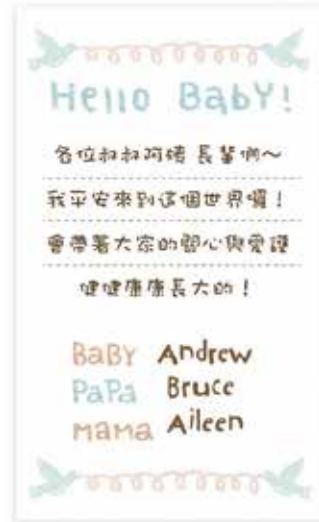 Hello BabY!
各位叔叔阿姨長輩們～
我平安來到這個世界囉！
會帶著大家的關心與愛護
健健康康長大的！
BaBY Andrew
PaPa Bruce
MaMa Aileen